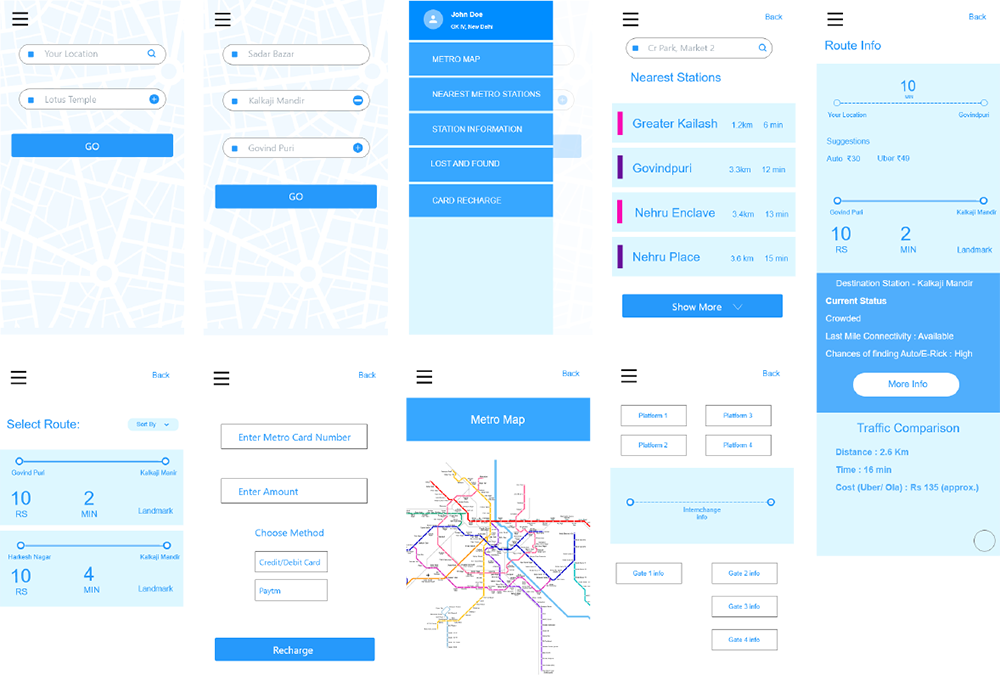 Your Location
Lotus Temple
GO
Sadar Bazar
Kalkaji Mandir
Govind Puri
GO
John Doe
GK IV, New Delhi
METRO MAP
NEAREST METRO STATIONS
STATION INFORMATION
LOST AND FOUND
CARD RECHARGE
Back
Cr Park, Market 2
Nearest Stations
Greater Kailash 1.2km 6 min
Govindpuri 3.3km 12 min
Nehru Enclave 3.4km 13 min
Nehru Place 3.6 km 15 min
Show More
Back
Route Info
10
MIN
Your Location Govindpuri
Suggestions
Auto ₹30 Uber ₹49
Govind Puri Kalkaji Mandir
10 2
RS MIN Landmark
Destination Station - Kalkaji Mandir
Current Status
Crowded
Last Mile Connectivity : Available
Chances of finding Auto/E-Rick : High
More Info
Traffic Comparison
Distance : 2.6 Km
Time : 16 min
Cost (Uber/ Ola) : Rs 135 (approx.)
Back
Select Route:
Sort By
Govind Puri Kalkaji Mandir
10 2
RS MIN Landmark
Harkesh Nagar Kalkaji Mandir
10 4
RS MIN Landmark
Back
Enter Metro Card Number
Enter Amount
Choose Method
Credit/Debit Card
Paytm
Recharge
Back
Metro Map
Back
Platform 1 Platform 3
Platform 2 Platform 4
Interchange
Info
Gate 1 info Gate 2 info
Gate 3 info
Gate 4 info